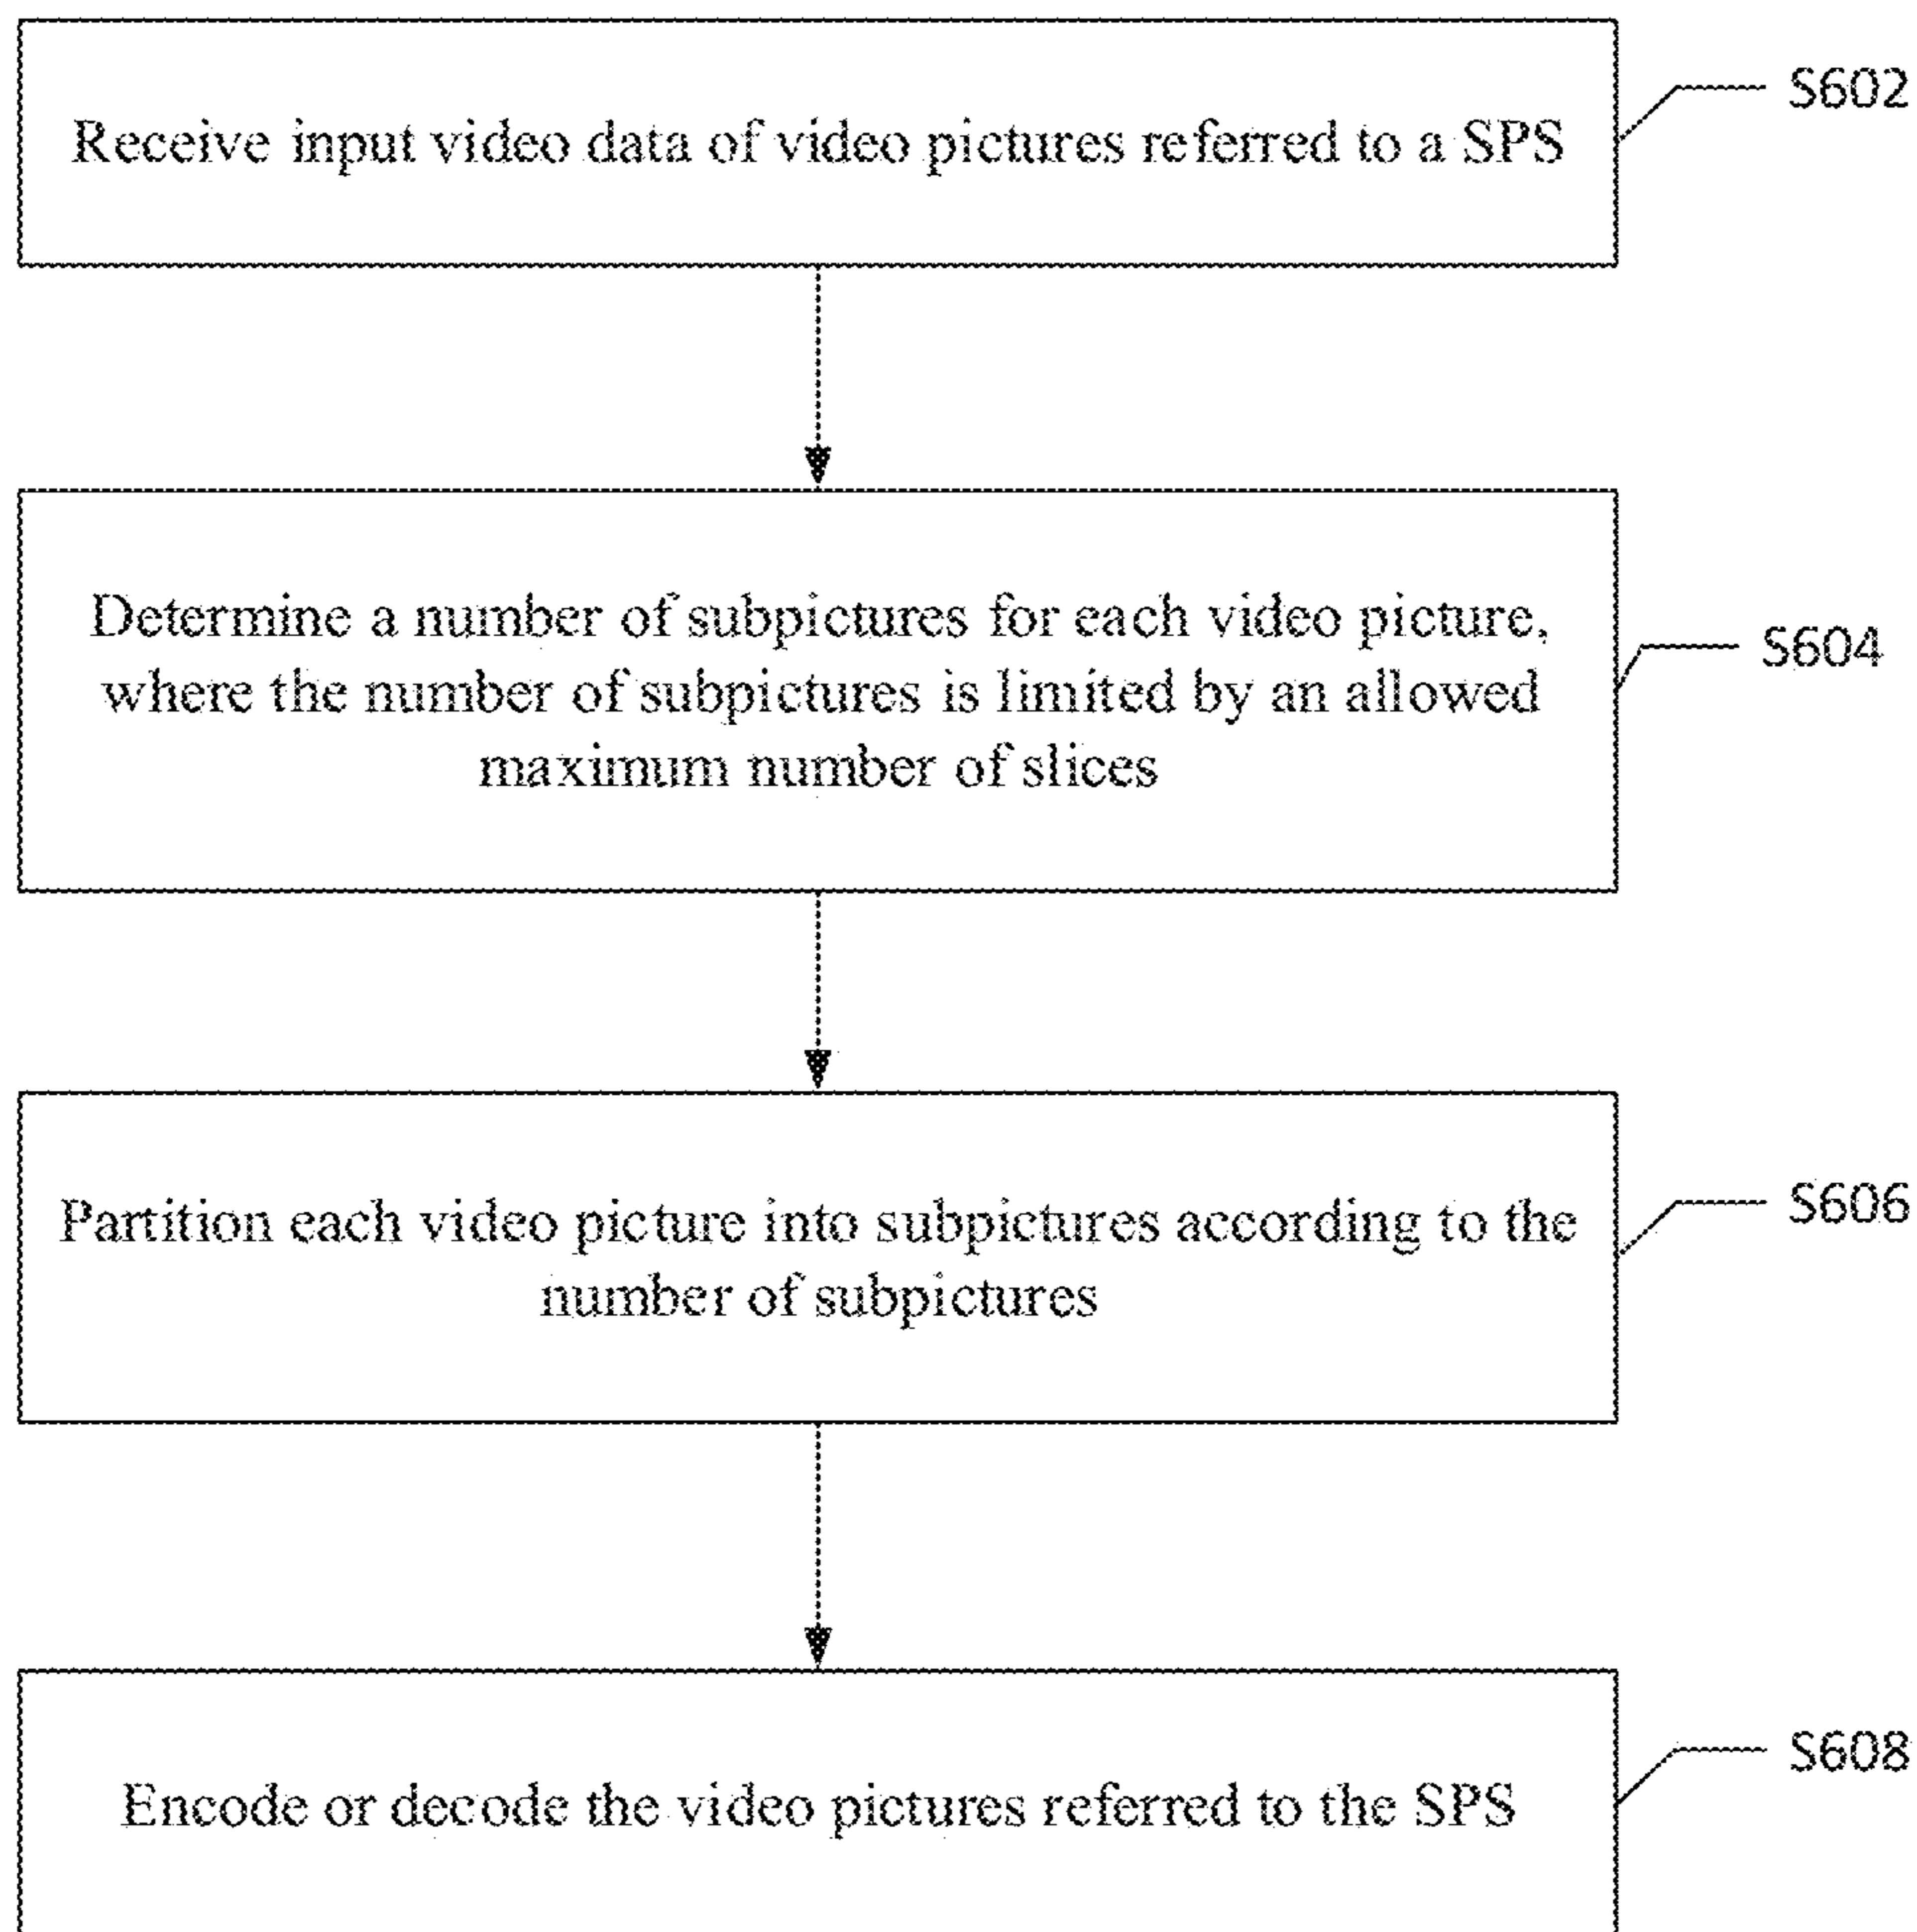 S602
Receive input video data of video pictures referred to a SPS
Determine a number of subpictures for each video picture,
S604
where the number of subpictures is limited by an allowed
maximum number of slices
S606
Partition each video picture into subpictures according to the
number of subpictures
S608
Encode or decode the video pictures referred to the SPS